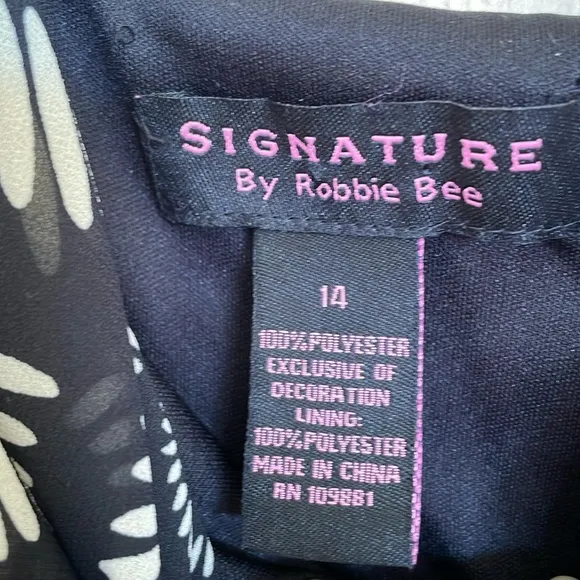 SIGNATURE
By Robbie Bee
14
100%POLYESTER
EXCLUSIVE OF
DECORATION
LINING:
100%POLYESTER
MADE IN CHINA
RN 109881